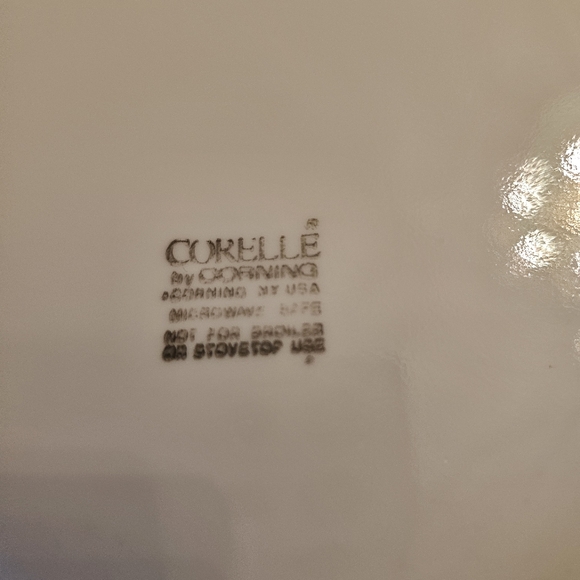 ®
CORELLE
by CORNING
CORNING NY USA
MICROWAVE SAFE
NOT FOR BROILER
OR STOVETOP USE